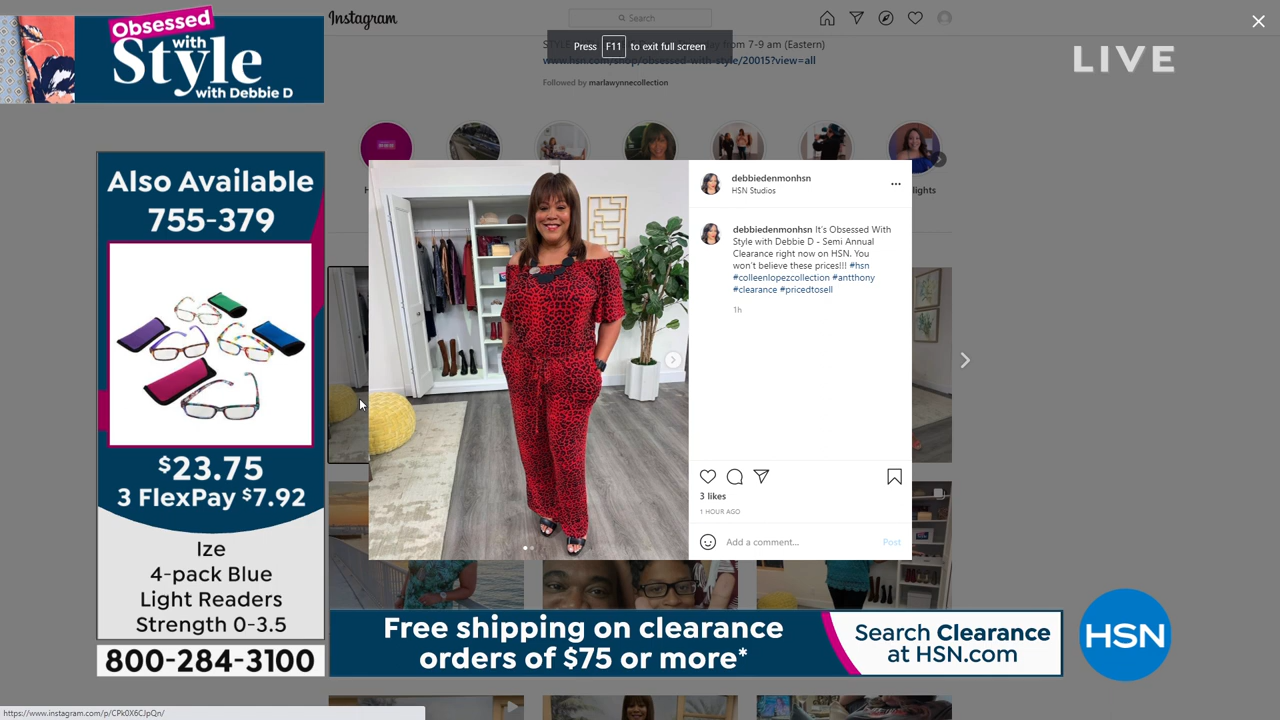 Obsessed
with
Style
with Debbie D
Instagram
Search
Press F11 to exit full screen
from 7-9 am (Eastern)
www.hsn.com/shop/obsessed-with-style/20015?view=all
Followed by marlawynnecollection
LIVE
Also Available
755-379
$23.75
3 FlexPay $7.92
Ize
4-pack Blue
Light Readers
Strength 0-3.5
800-284-3100
debbiedenmonhsn
HSN Studios
debbiedenmonhsn It's Obsessed With
Style with Debbie D - Semi Annual
Clearance right now on HSN. You
won't believe these prices!!! #hsn
#colleenlopezcollection #antthony
#clearance #pricedtosell
1h
3 likes
1 HOUR AGO
Add a comment...
Post
Free shipping on clearance
orders of $75 or more*
Search Clearance
at HSN.com
HSN
https://www.instagram.com/p/CPk0X6CJpQn/